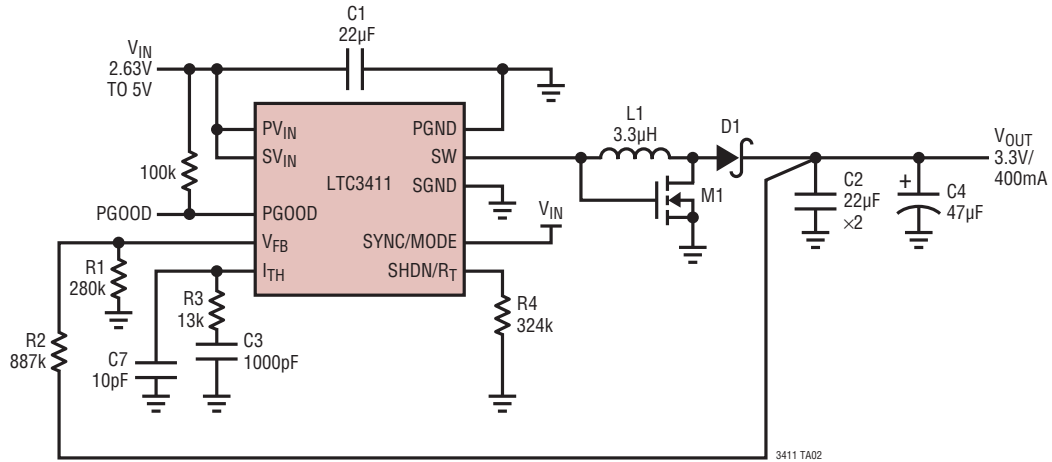 C1
22µF
VIN
2.63V
TO 5V
PVIN
PGND
L1
3.3µH
D1
VOUT
3.3V/
400mA
SVIN
SW
100k
LTC3411
SGND
M1
+
C2
22µF
×2
C4
47µF
PGOOD
PGOOD
VIN
VFB
SYNC/MODE
R1
280k
ITH
SHDN/RT
R3
13k
R4
324k
R2
887k
C7
10pF
C3
1000pF
3411 TA02